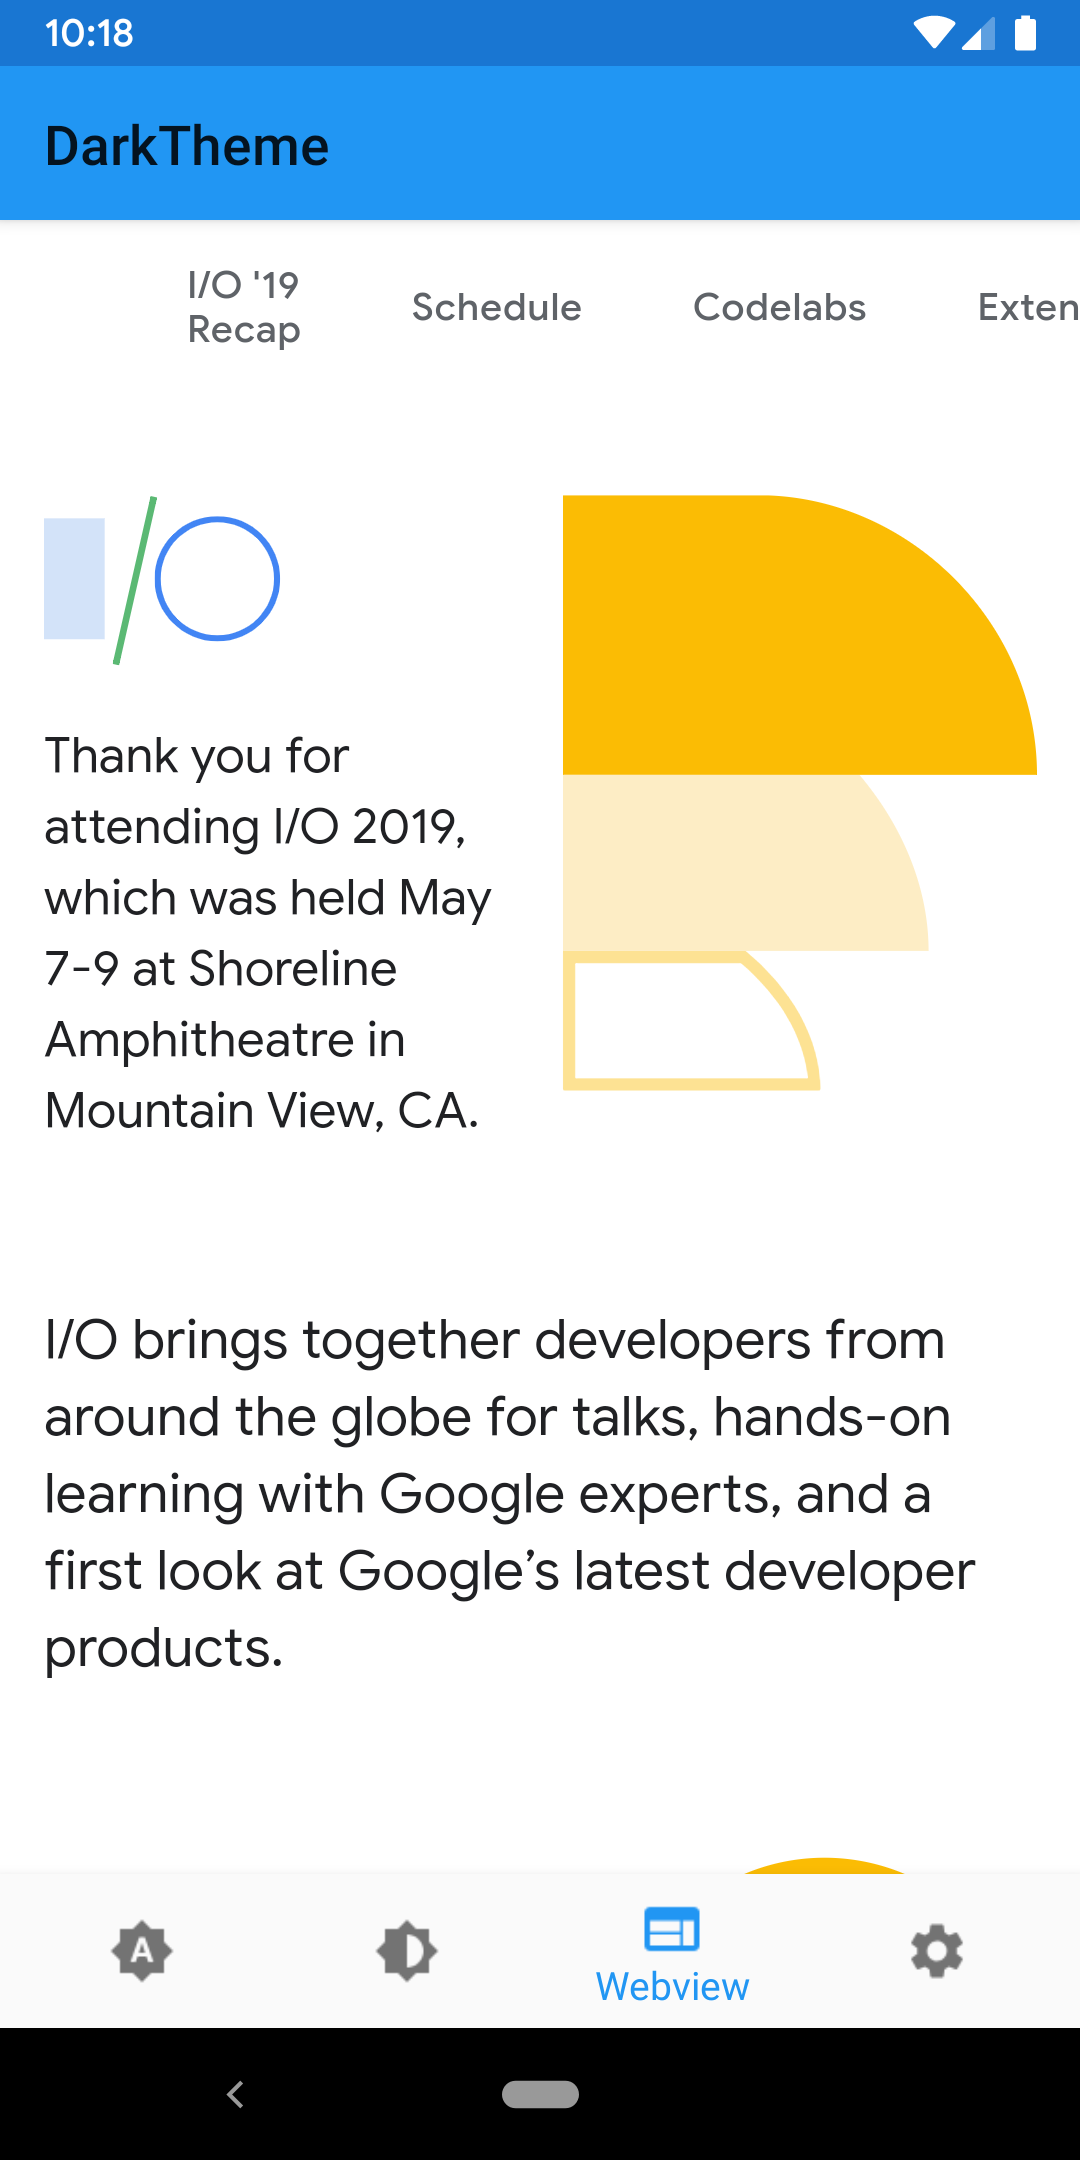 10:18
DarkTheme
I/O '19
Recap
Schedule
Codelabs
Exten
I/O
Thank you for
attending I/O 2019,
which was held May
7-9 at Shoreline
Amphitheatre in
Mountain View, CA.
I/O brings together developers from
around the globe for talks, hands-on
learning with Google experts, and a
first look at Google’s latest developer
products.
A
Webview